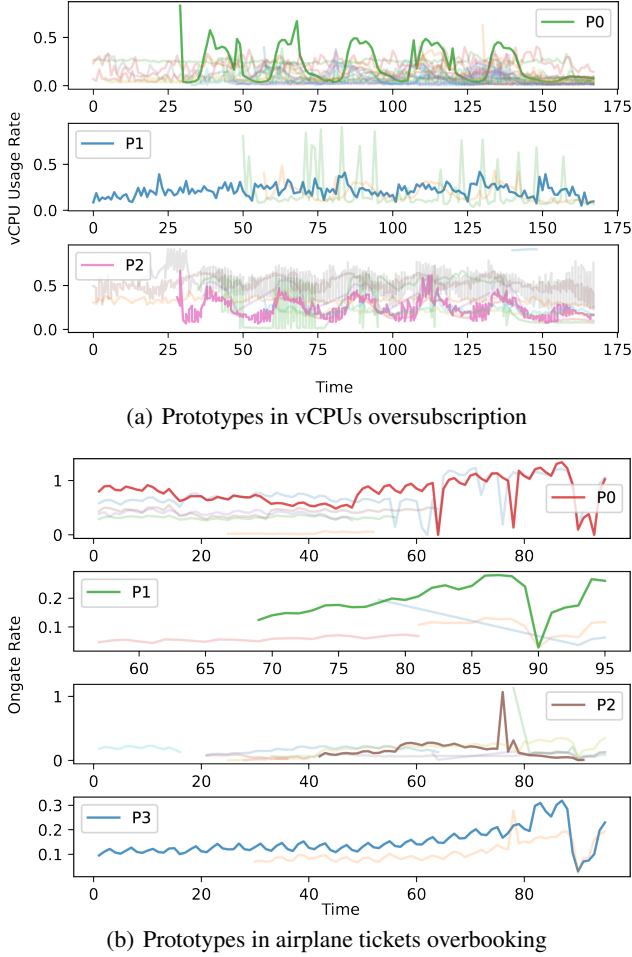 0.5
0.0
P0
0 25 50 75 100 125 150 175
vCPU Usage Rate
0.5
0.0
P1
0 25 50 75 100 125 150 175
0.5
0.0
P2
0 25 50 75 100 125 150 175
Time
(a) Prototypes in vCPUs oversubscription
1
0
P0
0 20 40 60 80
Ongate Rate
0.2
0.1
P1
60 65 70 75 80 85 90 95
1
0
P2
0 20 40 60 80
0.3
0.2
0.1
P3
0 20 40 60 80
Time
(b) Prototypes in airplane tickets overbooking